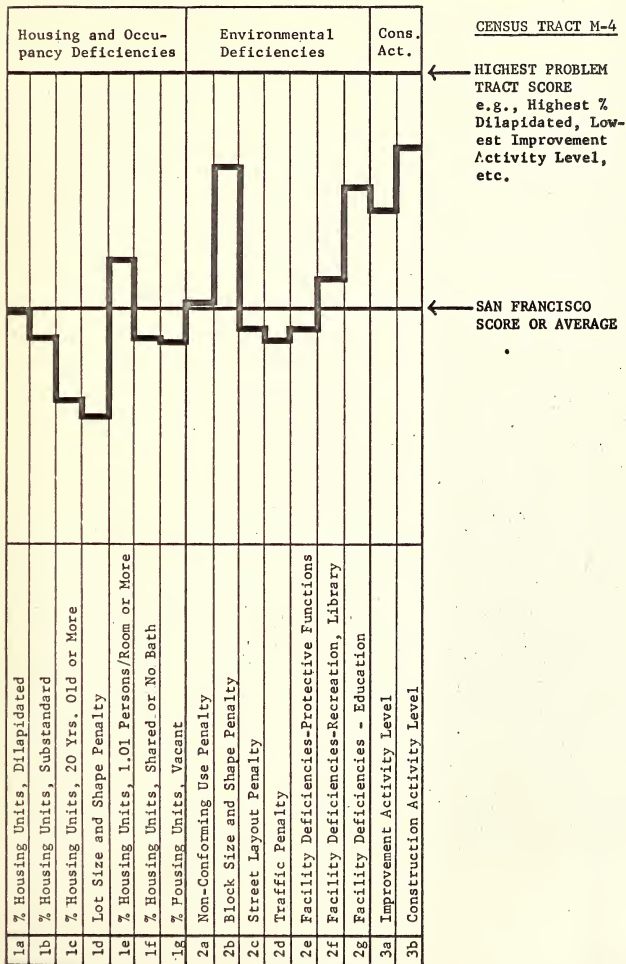 CENSUS TRACT M-4
Housing and Occu-
pancy Deficiencies
Environmental
Deficiencies
Cons.
Act.
HIGHEST PROBLEM
TRACT SCORE
e.g., Highest %
Dilapidated, Low-
est Improvement
Activity Level,
etc.
SAN FRANCISCO
SCORE OR AVERAGE
1a % Housing Units, Dilapidated
1b % Housing Units, Substandard
1c % Housing Units, 20 Yrs. Old or More
1d Lot Size and Shape Penalty
1e % Housing Units, 1.01 Persons/Room or More
1f % Housing Units, Shared or No Bath
1g % Housing Units, Vacant
2a Non-Conforming Use Penalty
2b Block Size and Shape Penalty
2c Street Layout Penalty
2d Traffic Penalty
2e Facility Deficiencies-Protective Functions
2f Facility Deficiencies-Recreation, Library
2g Facility Deficiencies - Education
3a Improvement Activity Level
3b Construction Activity Level